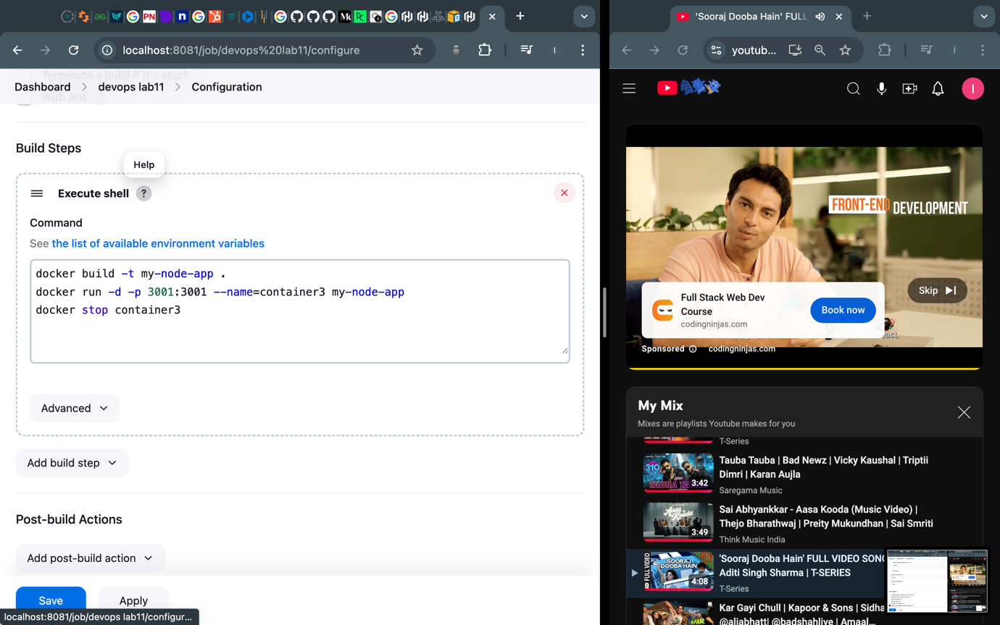 localhost:8081/job/devops%20lab11/configure
Terminate a build if it's stuck
Dashboard
devops lab11
Configuration
With Ant ?
Build Steps
Help
Execute shell ?
Command
See the list of available environment variables
docker build -t my-node-app .
docker run -d -p 3001:3001 --name=container3 my-node-app
docker stop container3
Advanced
Add build step
Post-build Actions
Add post-build action
Save
Apply
localhost:8081/job/devops lab11/configur...
'Sooraj Dooba Hain' FULL
youtub...
I
FRONT-END DEVELOPMENT
Full Stack Web Dev
Course
codingninjas.com
Book now
Skip
Sponsored
codingninjas.com
My Mix
Mixes are playlists Youtube makes for you
T-Series
Tauba Tauba | Bad Newz | Vicky Kaushal | Triptii
Dimri | Karan Aujla
Saregama Music
3:42
Sai Abhyankkar - Aasa Kooda (Music Video) |
Thejo Bharathwaj | Preity Mukundhan | Sai Smriti
Think Music India
3:49
'Sooraj Dooba Hain' FULL VIDEO SONG
Aditi Singh Sharma | T-SERIES
T-Series
FULL VIDEO
SOORAJ
DOOBA HAIN
4:08
Kar Gayi Chull | Kapoor & Sons | Sidha
@aliabhatt| @badshahlive | Amaal...